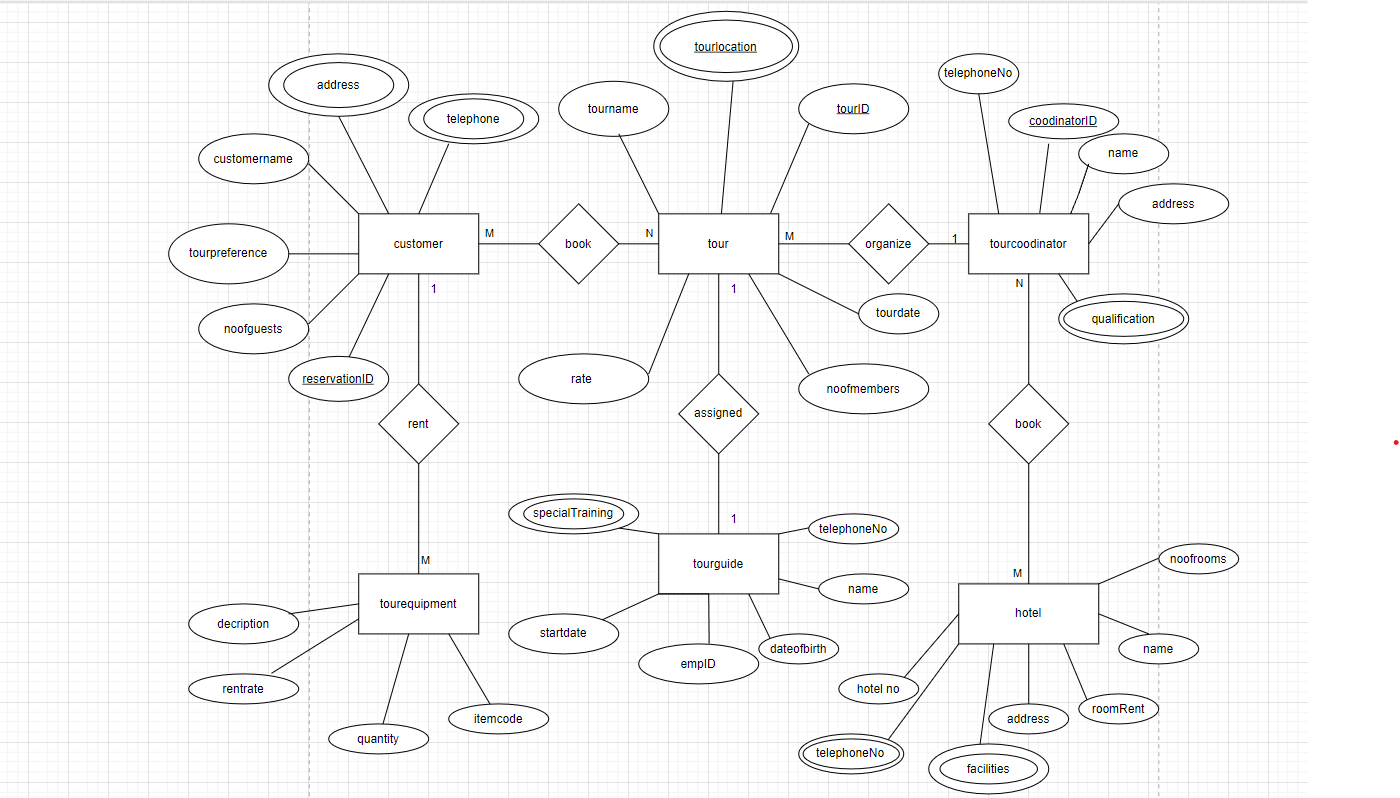 tourlocation
telephoneNo
address
telephone
tourname
tourID
coodinatorID
customername
name
address
tourpreference
customer
M
book
N
tour
M
organize
1
tourcoodinator
1
1
N
noofguests
tourdate
qualification
reservationID
rate
noofmembers
rent
assigned
book
specialTraining
1
telephoneNo
M
tourguide
noofrooms
M
tourequipment
name
hotel
decription
startdate
dateofbirth
name
rentrate
empID
hotel no
address
roomRent
quantity
itemcode
telephoneNo
facilities